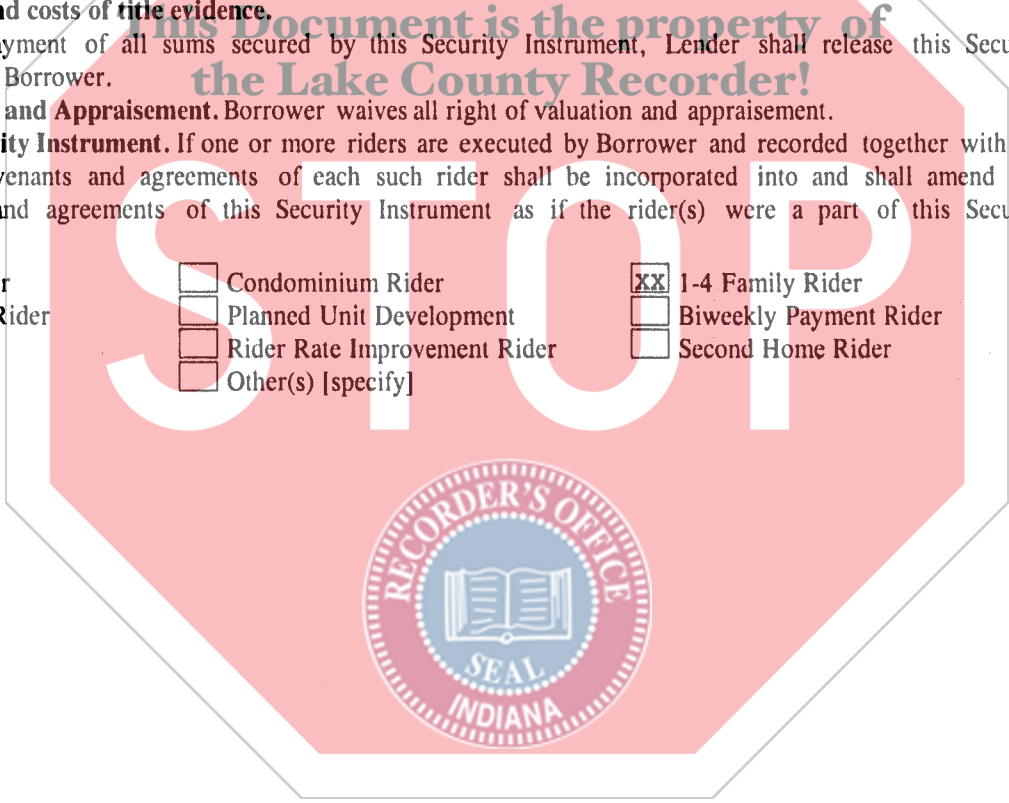 nd costs of title evidence.
This Document is the property of
yment of all sums secured by this Security Instrument, Lender shall release this Secu
Borrower.
the Lake County Recorder!
and Appraisement. Borrower waives all right of valuation and appraisement.
ity Instrument. If one or more riders are executed by Borrower and recorded together with
venants and agreements of each such rider shall be incorporated into and shall amend
and agreements of this Security Instrument as if the rider(s) were a part of this Secu
STOP
r
Condominium Rider
XX 1-4 Family Rider
Rider
Planned Unit Development
Biweekly Payment Rider
Rider Rate Improvement Rider
Second Home Rider
Other(s) [specify]
RECORDER'S OFFICE
SEAL
INDIANA